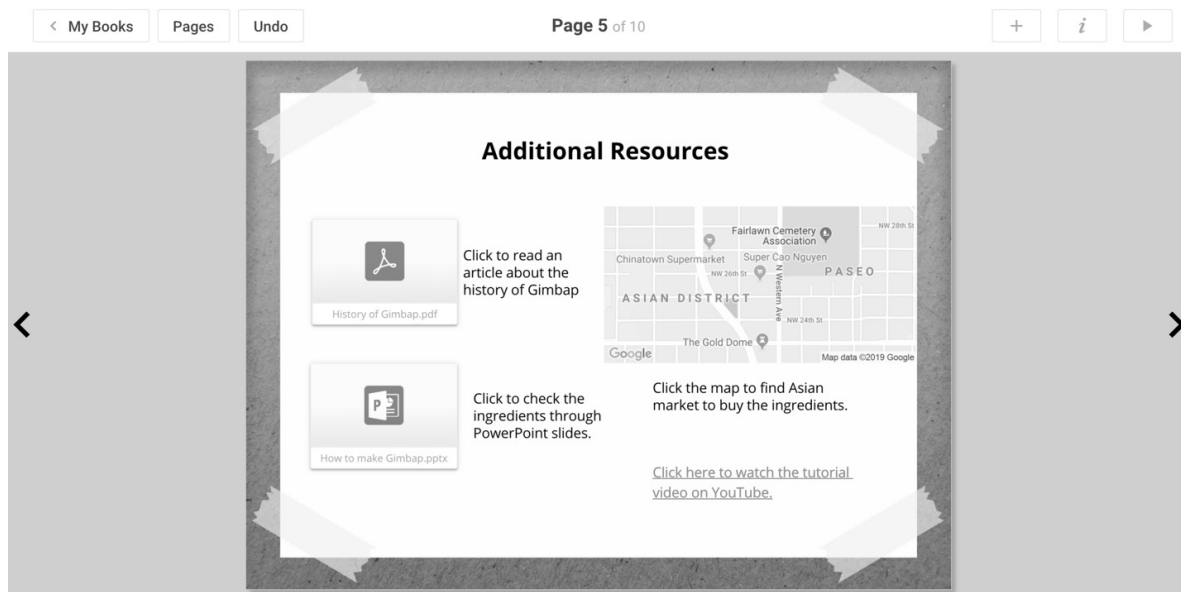 My Books
Pages
Undo
Page 5 of 10
i
Additional Resources
Click to read an
article about the
history of Gimbap
History of Gimbap.pdf
Fairlawn Cemetery
Association
NW 28th St
Chinatown Supermarket
Super Cao Nguyen
NW 26th St
PASEO
N Western Ave
ASIAN DISTRICT
NW 24th St
The Gold Dome
Google
Map data ©2019 Google
Click to check the
ingredients through
PowerPoint slides.
P
How to make Gimbap.pptx
Click the map to find Asian
market to buy the ingredients.
Click here to watch the tutorial
video on YouTube.